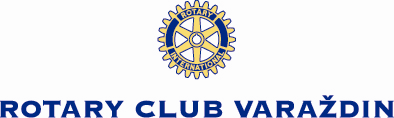 ROTARY
INTERNATIONAL
ROTARY CLUB VARAŽDIN